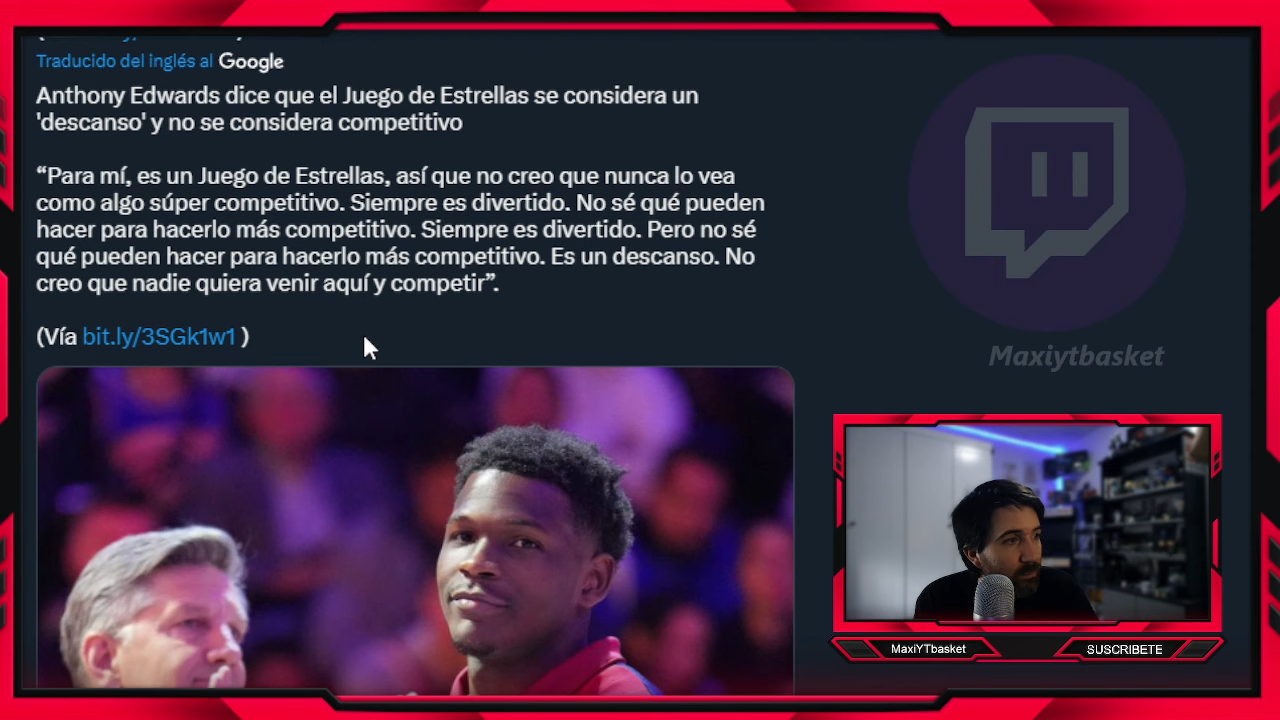 Traducido del inglés al Google
Anthony Edwards dice que el Juego de Estrellas se considera un
'descanso' y no se considera competitivo
“Para mí, es un Juego de Estrellas, así que no creo que nunca lo vea
como algo súper competitivo. Siempre es divertido. No sé qué pueden
hacer para hacerlo más competitivo. Siempre es divertido. Pero no sé
qué pueden hacer para hacerlo más competitivo. Es un descanso. No
creo que nadie quiera venir aquí y competir”.
(Vía bit.ly/3SGk1w1 )
Maxiytbasket
MaxiYTbasket
SUSCRIBETE